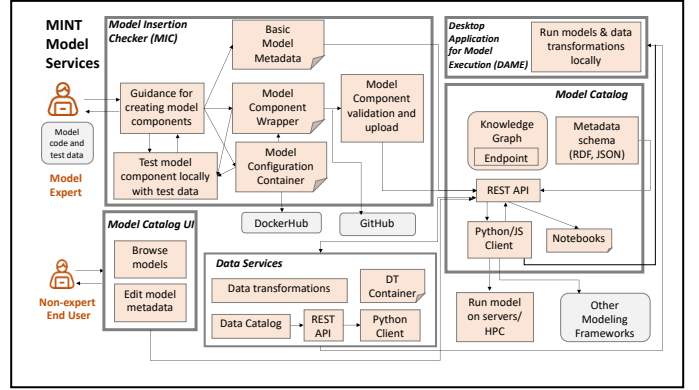 MINT
Model
Services
Model Insertion
Checker (MIC)
Basic
Model
Metadata
Guidance for
creating model
components
Model
Component
Wrapper
Model
Component
validation and
upload
Test model
component locally
with test data
Model
Configuration
Container
Model
code and
test data
Model
Expert
DockerHub
GitHub
Desktop
Application
for Model
Execution (DAME)
Run models & data
transformations
locally
Model Catalog
Knowledge
Graph
Endpoint
Metadata
schema
(RDF, JSON)
REST API
Python/JS
Client
Notebooks
Run model
on servers/
HPC
Other
Modeling
Frameworks
Model Catalog UI
Browse
models
Edit model
metadata
Non-expert
End User
Data Services
Data transformations
DT
Container
Data Catalog
REST
API
Python
Client